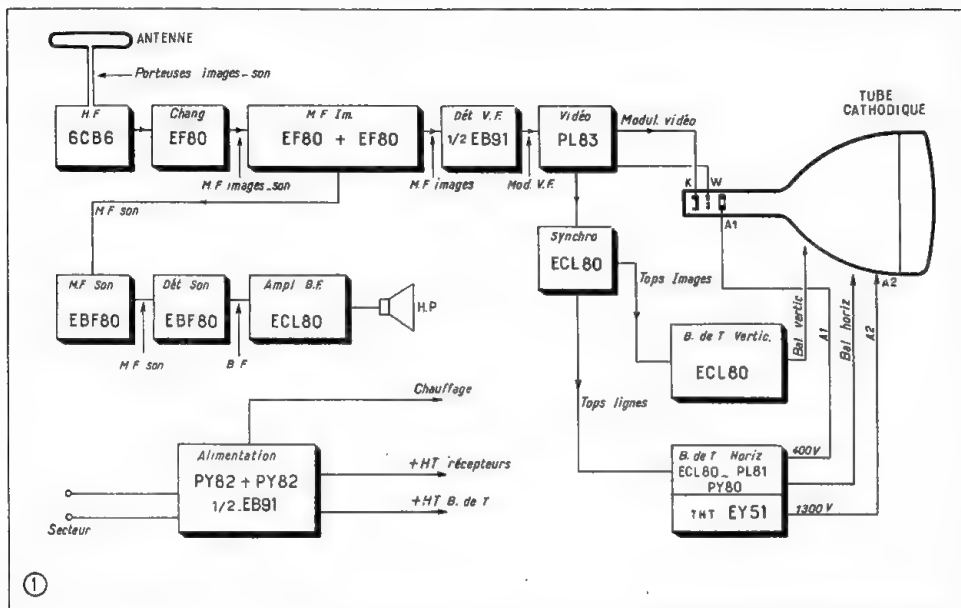 ANTENNE
Porteuses images-son
H.F
6CB6
Chang
EF80
M F Im.
EF80 + EF80
Dét V.F.
1/2 EB91
Vidéo
PL83
Modul. vidéo
TUBE
CATHODIQUE
M.F images-son
M.F images
Mod. V.F.
K
W
A1
A2
M F son
Synchro
ECL80
Tops Images
M.F Son
EBF80
Dét Son
EBF80
Ampl B.F.
ECL80
H.P
M F son
B F
B. de T Vertic.
ECL80
Bal vertic
A1
Bal horiz
A2
Tops lignes
Chauffage
Alimentation
PY82 + PY82
1/2-EB91
Secteur
+HT récepteurs
+HT B. de T
B. de T Horiz
ECL80 - PL81
PY80
THT EY51
400V
1300V
1